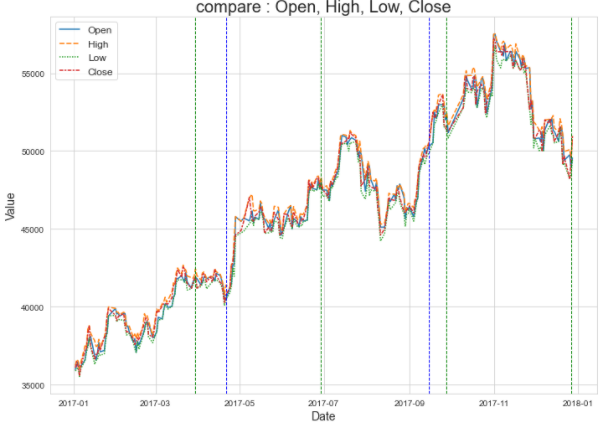 compare : Open, High, Low, Close
Open
High
Low
Close
Value
55000
50000
45000
40000
35000
2017-01
2017-03
2017-05
2017-07
2017-09
2017-11
2018-01
Date